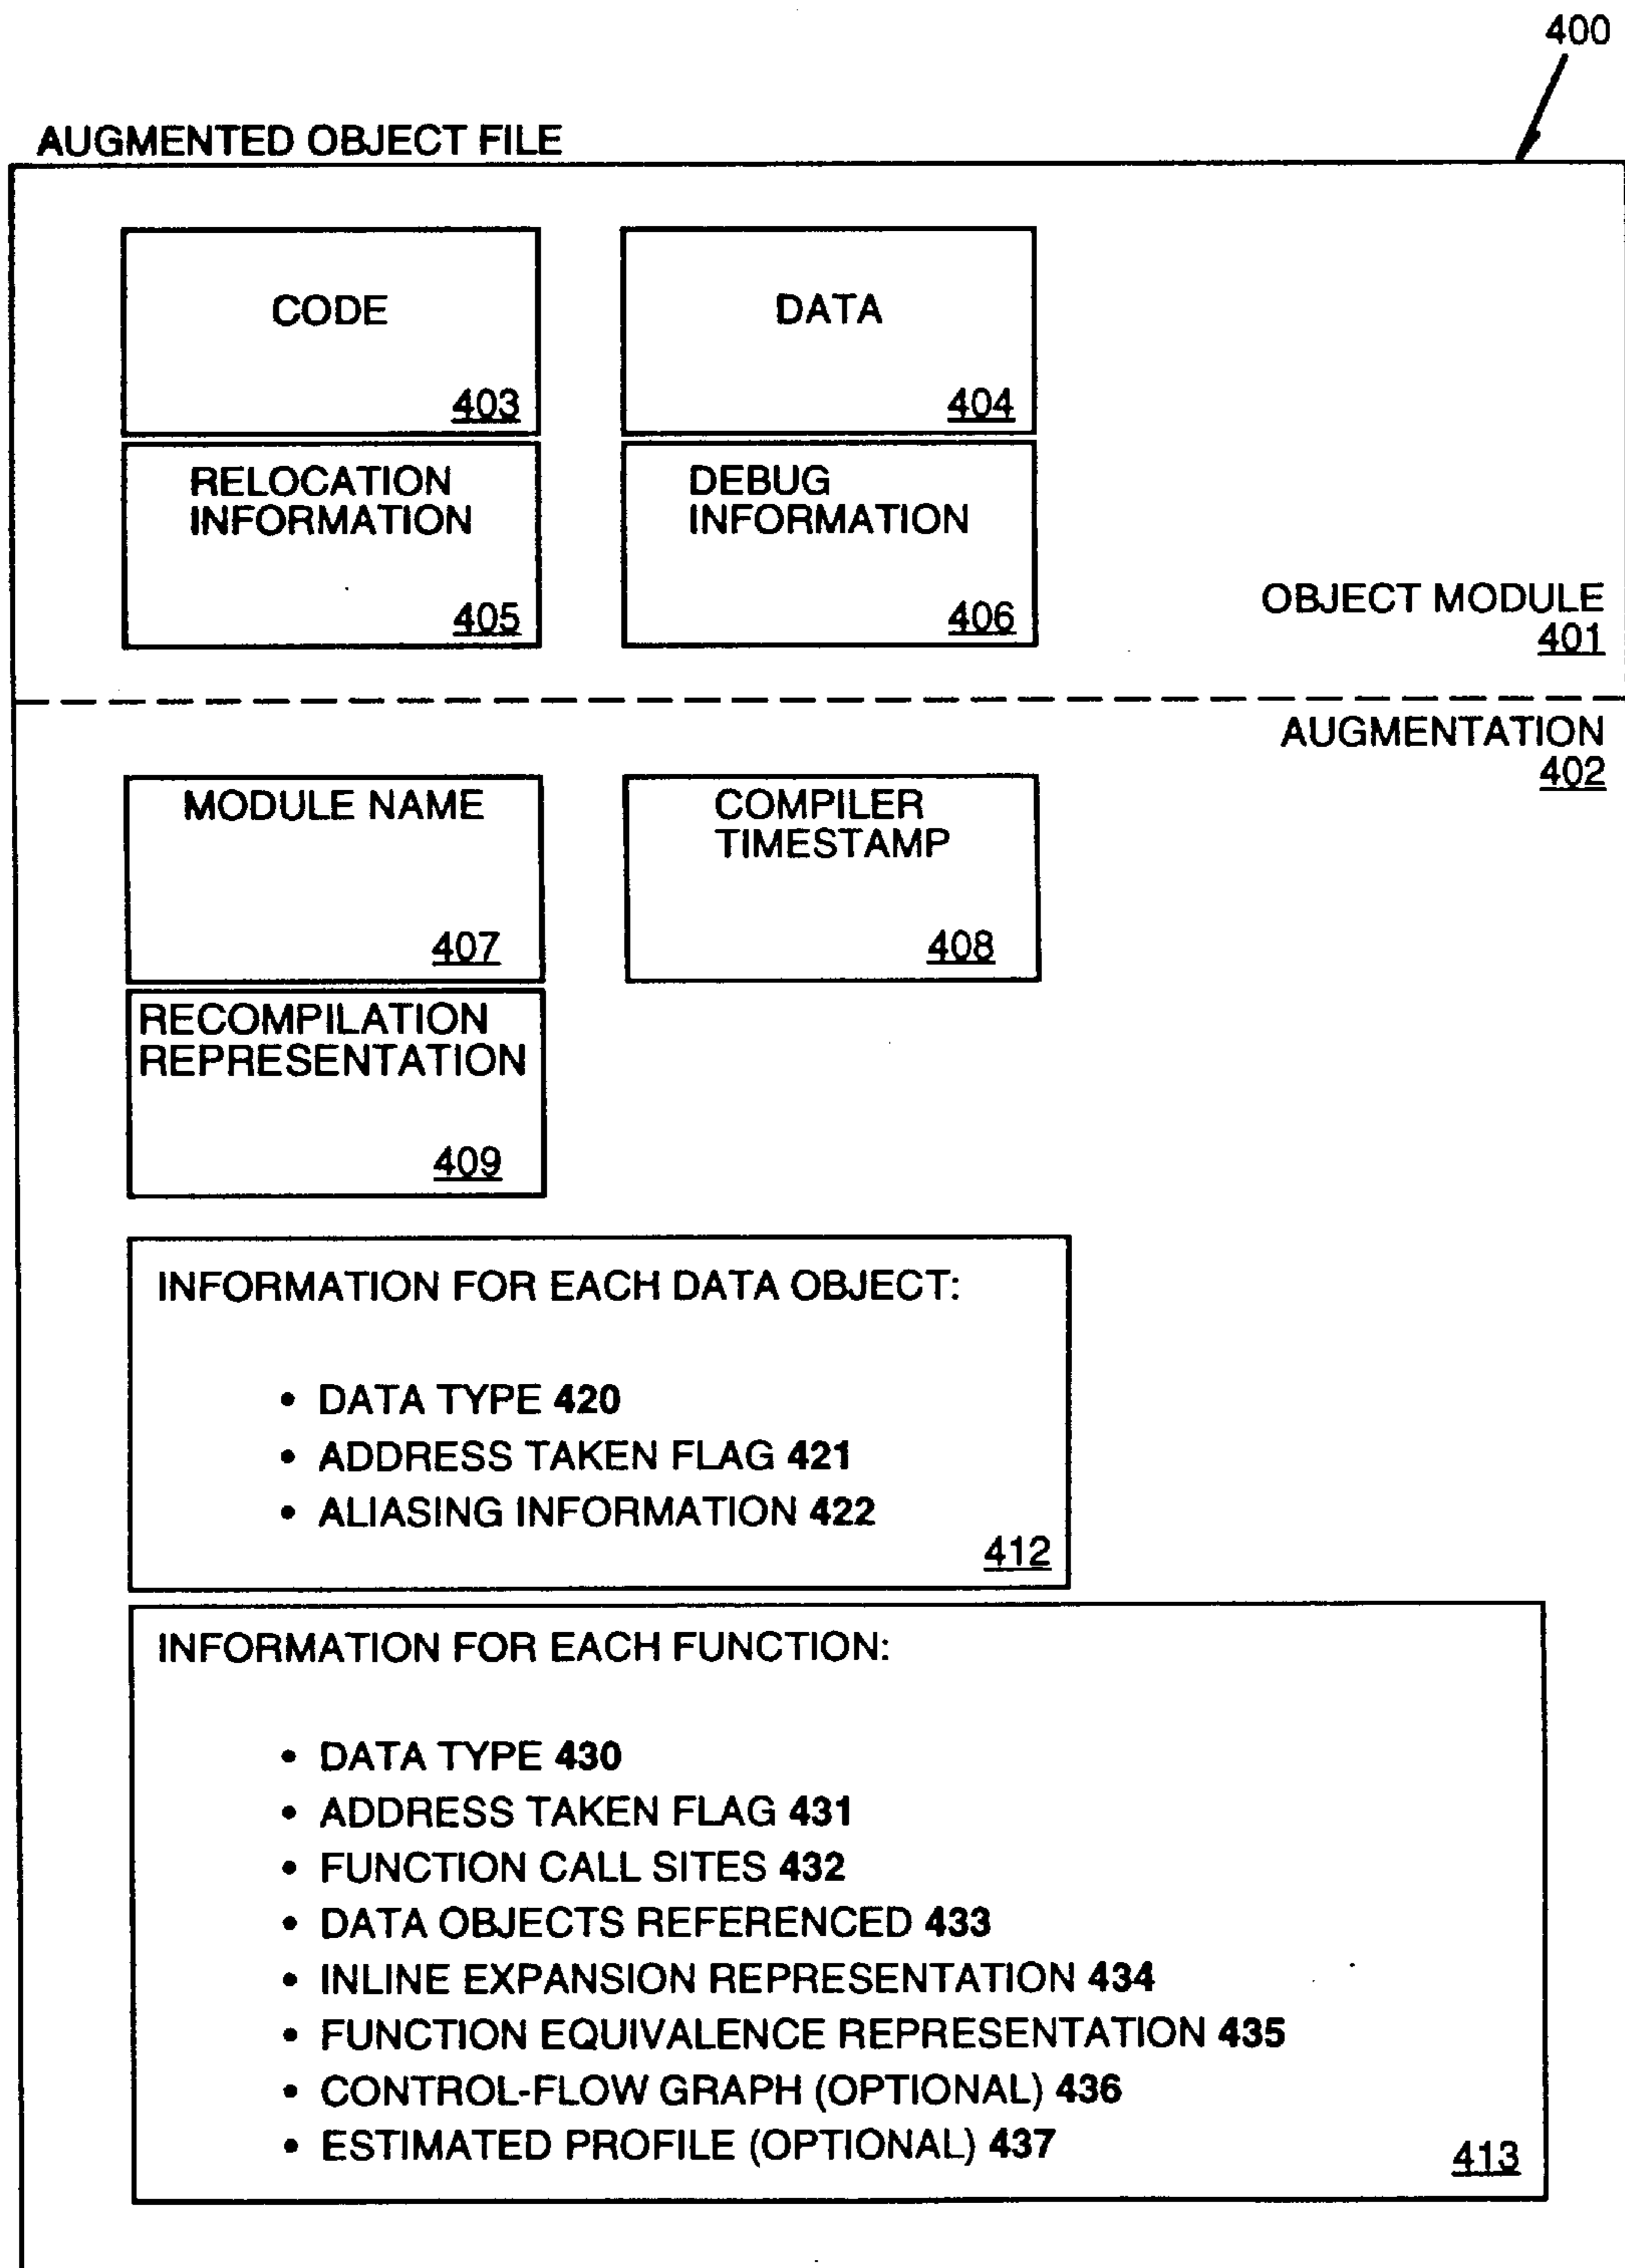 400
AUGMENTED OBJECT FILE
CODE
403
DATA
404
RELOCATION
INFORMATION
405
DEBUG
INFORMATION
406
OBJECT MODULE
401
AUGMENTATION
402
MODULE NAME
407
COMPILER
TIMESTAMP
408
RECOMPILATION
REPRESENTATION
409
INFORMATION FOR EACH DATA OBJECT:
• DATA TYPE 420
• ADDRESS TAKEN FLAG 421
• ALIASING INFORMATION 422
412
INFORMATION FOR EACH FUNCTION:
• DATA TYPE 430
• ADDRESS TAKEN FLAG 431
• FUNCTION CALL SITES 432
• DATA OBJECTS REFERENCED 433
• INLINE EXPANSION REPRESENTATION 434
• FUNCTION EQUIVALENCE REPRESENTATION 435
• CONTROL-FLOW GRAPH (OPTIONAL) 436
• ESTIMATED PROFILE (OPTIONAL) 437
413